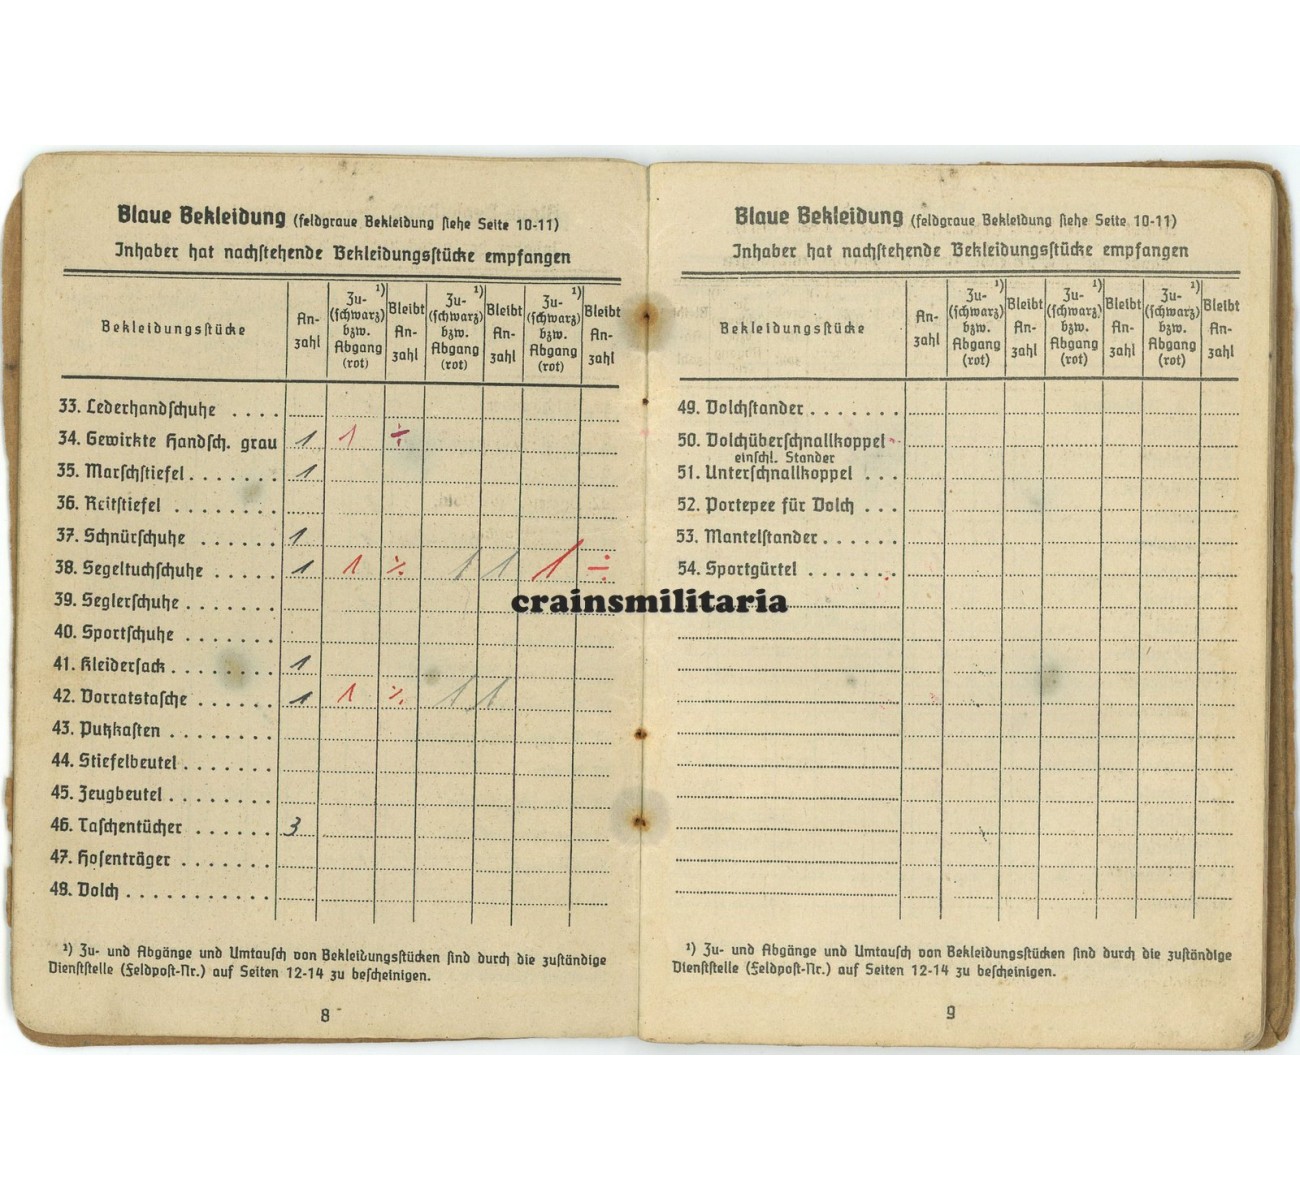 Blaue Bekleidung (feldgraue Bekleidung siehe Seite 10-11)
Inhaber hat nachstehende Bekleidungsstücke empfangen
Bekleidungsstücke | An-zahl | Zu-¹) (schwarz) bzw. Abgang (rot) | Bleibt An-zahl | Zu-¹) (schwarz) bzw. Abgang (rot) | Bleibt An-zahl | Zu-¹) (schwarz) bzw. Abgang (rot) | Bleibt An-zahl
33. Lederhandschuhe . . . .
34. Gewirkte Handsch. grau 1 1 ÷
35. Marschstiefel . . . . . . . 1
36. Reitstiefel . . . . . . . .
37. Schnürschuhe . . . . . . 1
38. Segeltuchschuhe . . . . . 1 1 ⁒ 1 1 1 ÷
39. Seglerschuhe . . . . . . .
40. Sportschuhe . . . . . . .
41. Kleidersack . . . . . . . . 1
42. Vorratstasche . . . . . . . 1 1 ⁒ 1 1
43. Putzkasten . . . . . . . .
44. Stiefelbeutel . . . . . . .
45. Zeugbeutel . . . . . . . .
46. Taschentücher . . . . . . 3
47. Hosenträger . . . . . . .
48. Dolch . . . . . . . . . . .
¹) Zu- und Abgänge und Umtausch von Bekleidungsstücken sind durch die zuständige
Dienststelle (Feldpost-Nr.) auf Seiten 12-14 zu bescheinigen.
8
Blaue Bekleidung (feldgraue Bekleidung siehe Seite 10-11)
Inhaber hat nachstehende Bekleidungsstücke empfangen
Bekleidungsstücke | An-zahl | Zu-¹) (schwarz) bzw. Abgang (rot) | Bleibt An-zahl | Zu-¹) (schwarz) bzw. Abgang (rot) | Bleibt An-zahl | Zu-¹) (schwarz) bzw. Abgang (rot) | Bleibt An-zahl
49. Dolchstander . . . . . . .
50. Dolchüberschnallkoppel
einschl. Stander
51. Unterschnallkoppel . . .
52. Portepee für Dolch . . .
53. Mantelstander . . . . . .
54. Sportgürtel . . . . . . .
¹) Zu- und Abgänge und Umtausch von Bekleidungsstücken sind durch die zuständige
Dienststelle (Feldpost-Nr.) auf Seiten 12-14 zu bescheinigen.
9
crainsmilitaria